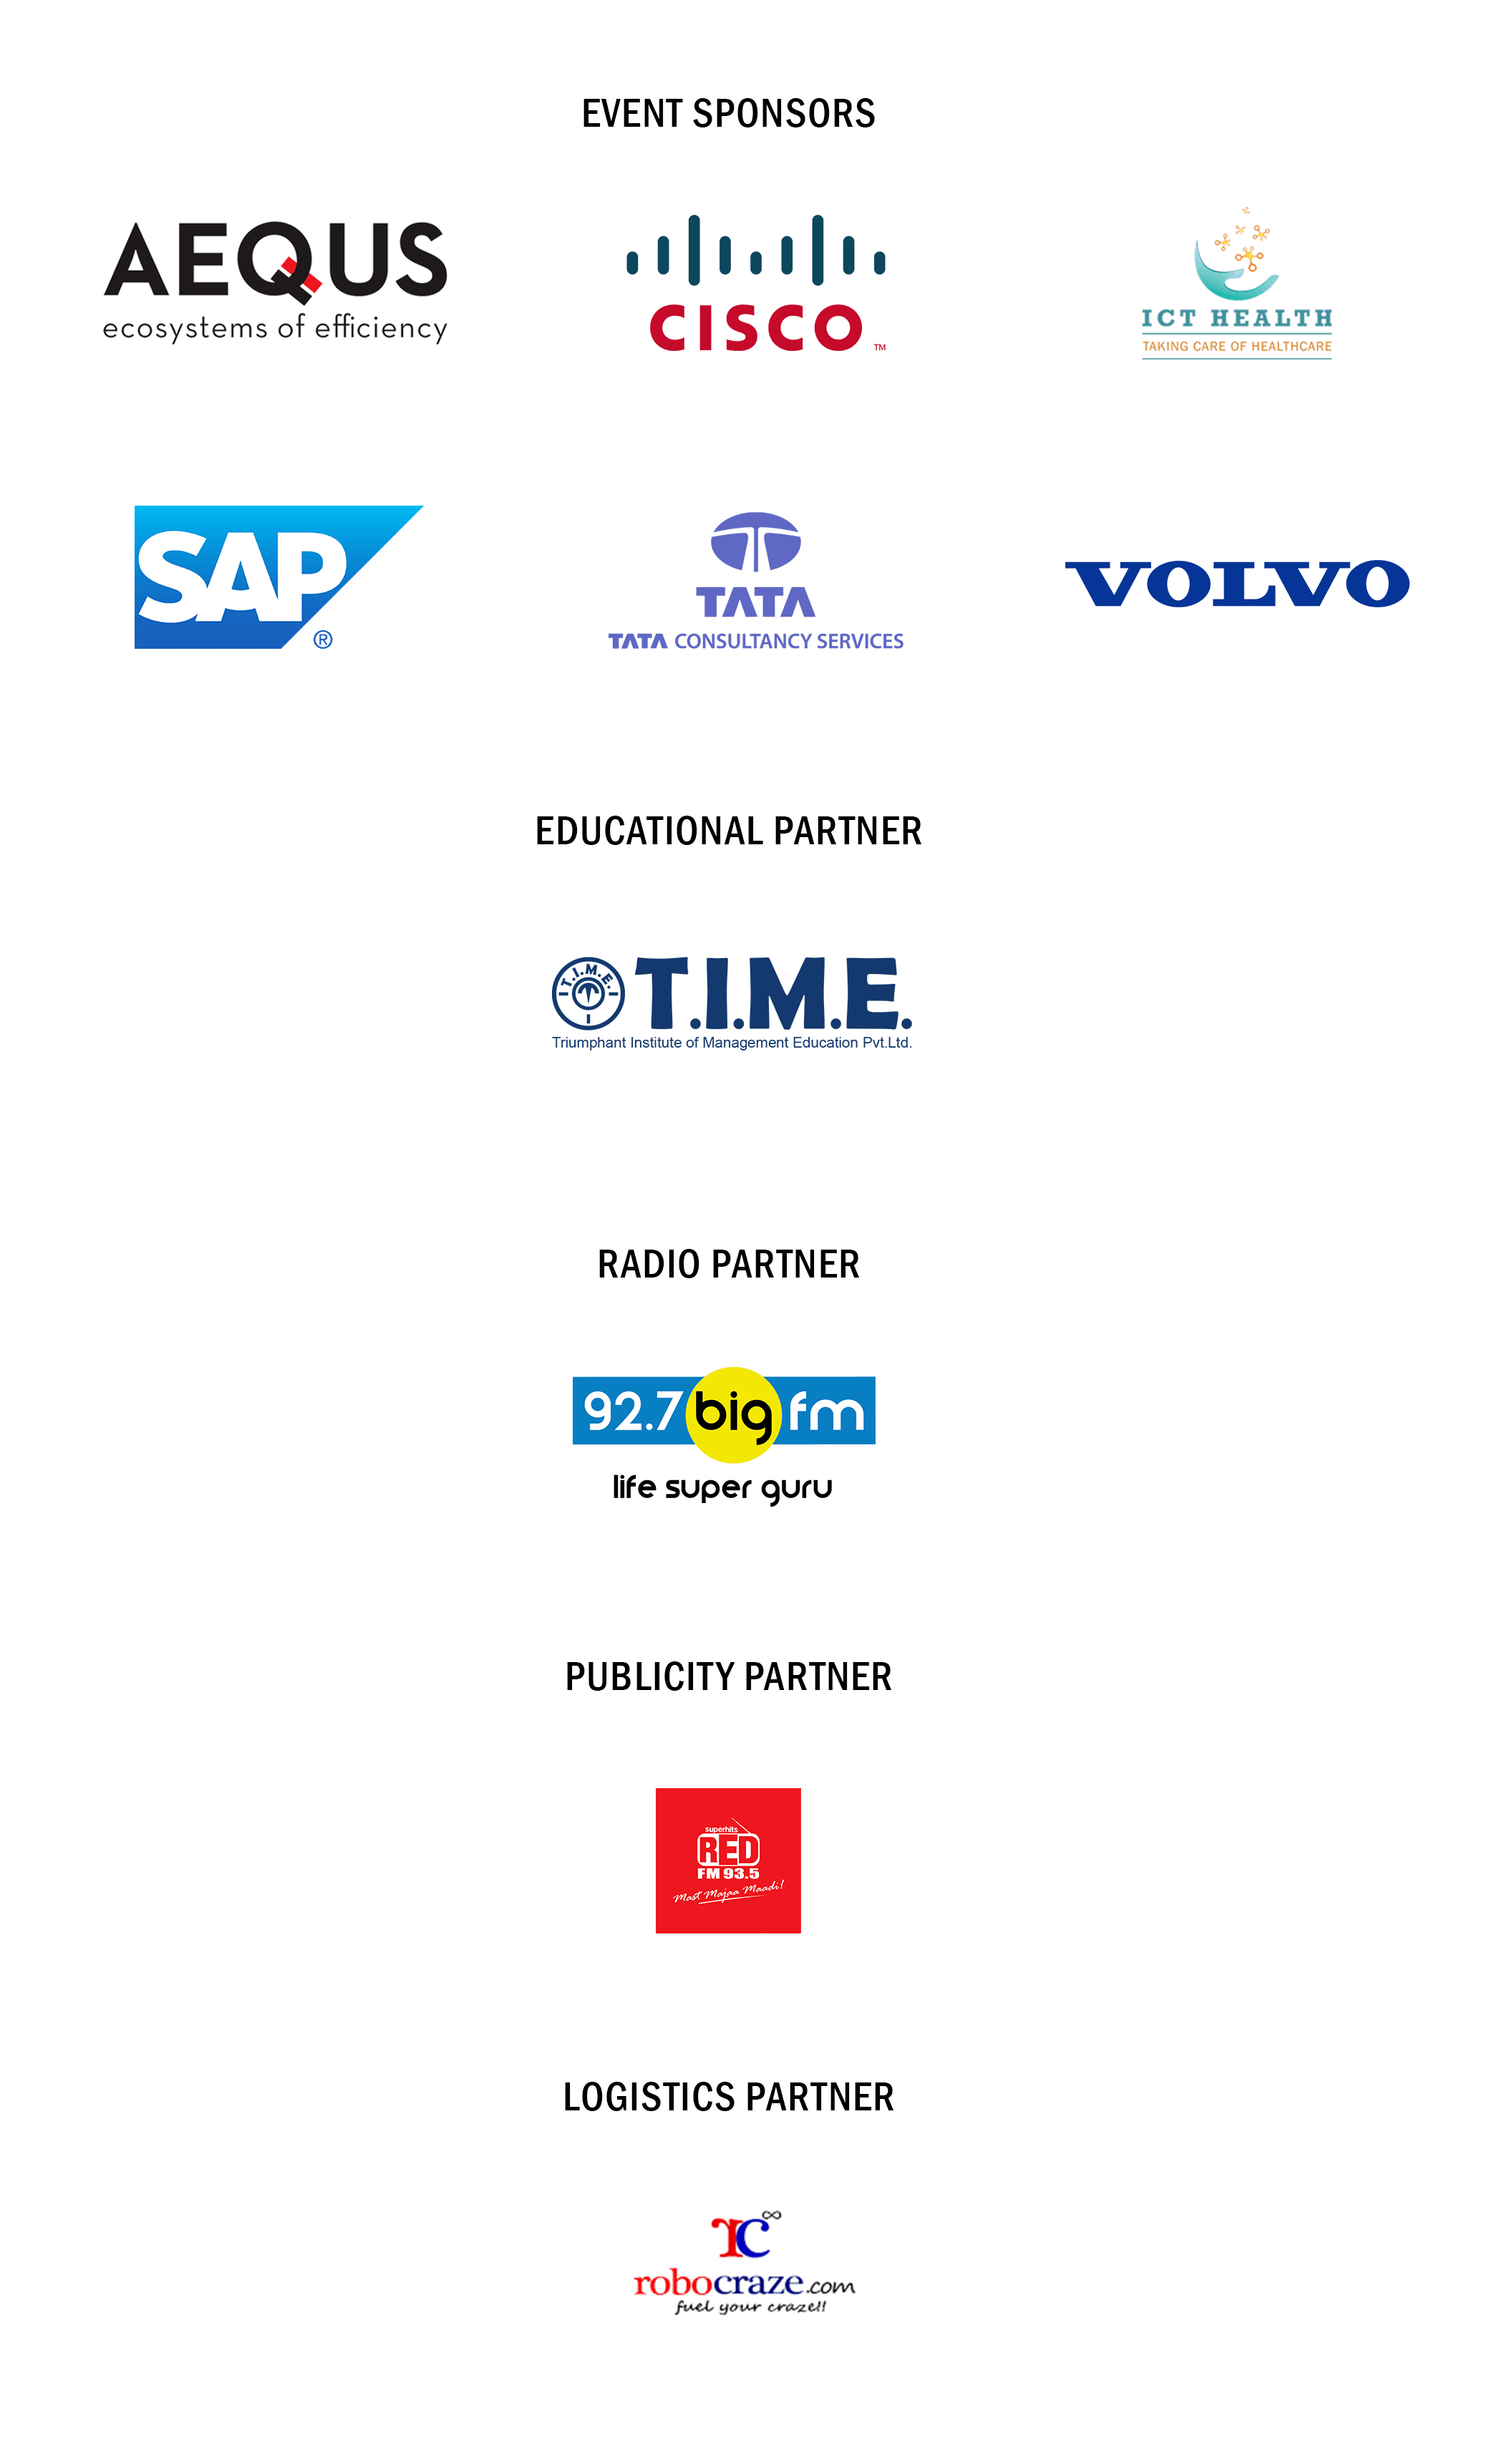 EVENT SPONSORS
AEQUS
ecosystems of efficiency
CISCO TM
ICT HEALTH
TAKING CARE OF HEALTHCARE
SAP ®
TATA
TATA CONSULTANCY SERVICES
VOLVO
EDUCATIONAL PARTNER
T.I.M.E.
T.I.M.E.
Triumphant Institute of Management Education Pvt.Ltd.
RADIO PARTNER
92.7 big fm
life super guru
PUBLICITY PARTNER
superhits
RED
FM 93.5
Mast Majaa Maadi!
LOGISTICS PARTNER
rc∞
robocraze.com
fuel your craze!!